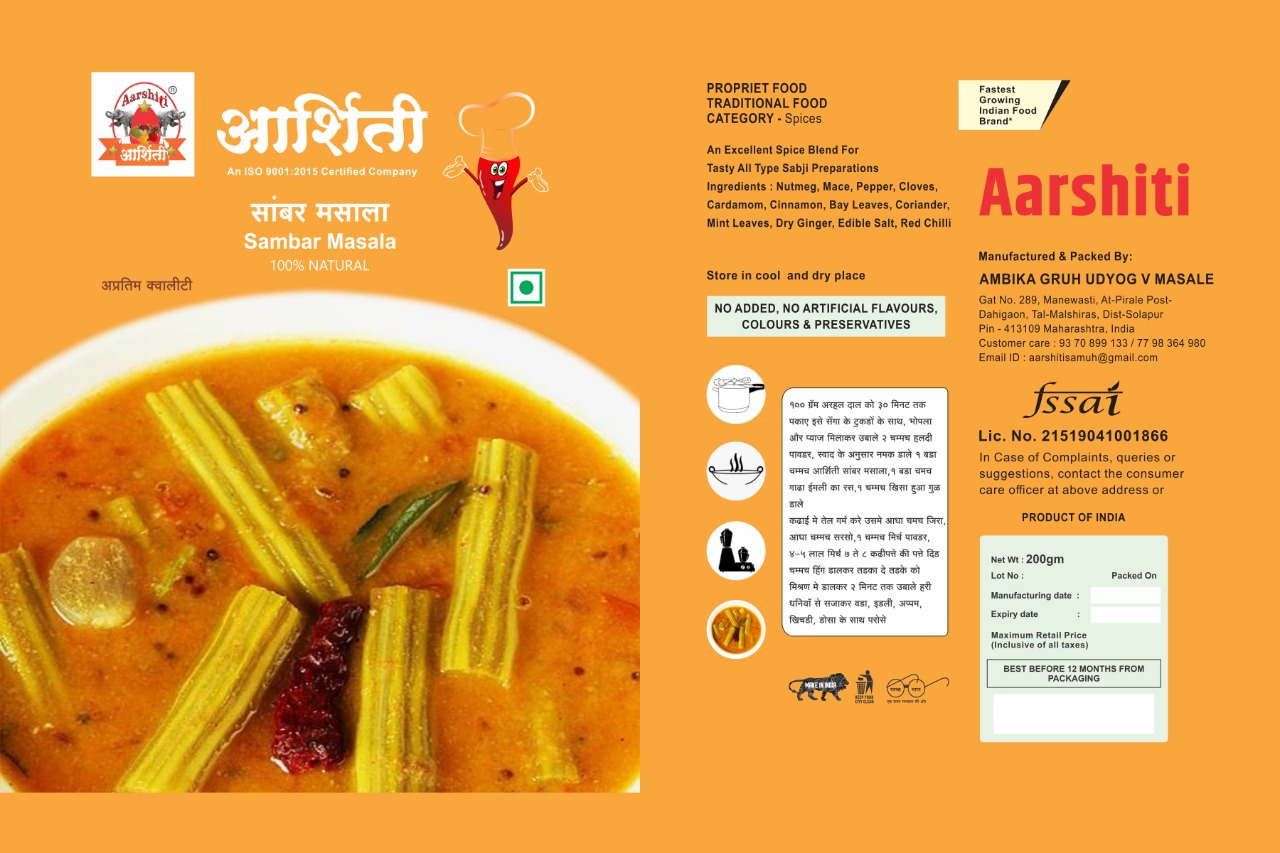 Aarshiti
®
आर्शिती
आर्शिती
An ISO 9001:2015 Certified Company
सांबर मसाला
Sambar Masala
100% NATURAL
अप्रतिम क्वालीटी
PROPRIET FOOD
TRADITIONAL FOOD
CATEGORY - Spices
An Excellent Spice Blend For
Tasty All Type Sabji Preparations
Ingredients : Nutmeg, Mace, Pepper, Cloves,
Cardamom, Cinnamon, Bay Leaves, Coriander,
Mint Leaves, Dry Ginger, Edible Salt, Red Chilli
Store in cool and dry place
NO ADDED, NO ARTIFICIAL FLAVOURS,
COLOURS & PRESERVATIVES
१०० ग्रॅम अरहल दाल को ३० मिनट तक
पकाए इसे सेंगा के टुकडों के साथ, भोपला
और प्याज मिलाकर उबाले २ चम्मच हलदी
पावडर, स्वाद के अनुसार नमक डाले १ बडा
चम्मच आर्शिती सांबर मसाला,१ बडा चमच
गाढा ईमली का रस,१ चम्मच खिसा हुआ गुळ
डाले
कढाई मे तेल गर्म करे उसमे आधा चमच जिरा,
आधा चम्मच सरसो,१ चम्मच मिर्च पावडर,
४-५ लाल मिर्च ७ ते ८ कढीपत्ते की पत्ते दिड
चम्मच हिंग डालकर तडका दे तडके को
मिश्रण मे डालकर २ मिनट तक उबाले हरी
धनियाँ से सजाकर वडा, इडली, अप्पम,
खिचडी, डोसा के साथ परोसे
MAKE IN INDIA
KEEP YOUR
CITY CLEAN
स्वच्छ भारत
एक कदम स्वच्छता की ओर
Fastest
Growing
Indian Food
Brand*
Aarshiti
Manufactured & Packed By:
AMBIKA GRUH UDYOG V MASALE
Gat No. 289, Manewasti, At-Pirale Post-
Dahigaon, Tal-Malshiras, Dist-Solapur
Pin - 413109 Maharashtra, India
Customer care : 93 70 899 133 / 77 98 364 980
Email ID : aarshitisamuh@gmail.com
fssai
Lic. No. 21519041001866
In Case of Complaints, queries or
suggestions, contact the consumer
care officer at above address or
PRODUCT OF INDIA
Net Wt : 200gm
Lot No : Packed On
Manufacturing date :
Expiry date :
Maximum Retail Price
(Inclusive of all taxes)
BEST BEFORE 12 MONTHS FROM
PACKAGING